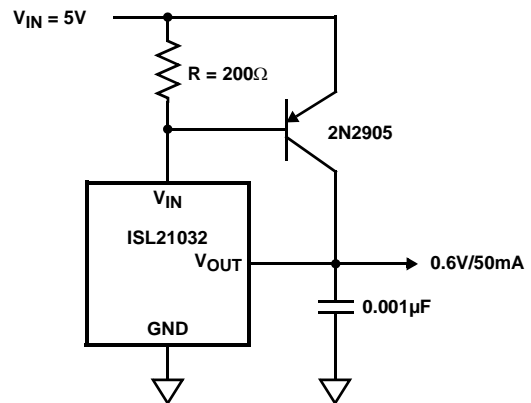 V_IN = 5V
R = 200Ω
2N2905
V_IN
ISL21032
V_OUT
0.6V/50mA
0.001µF
GND